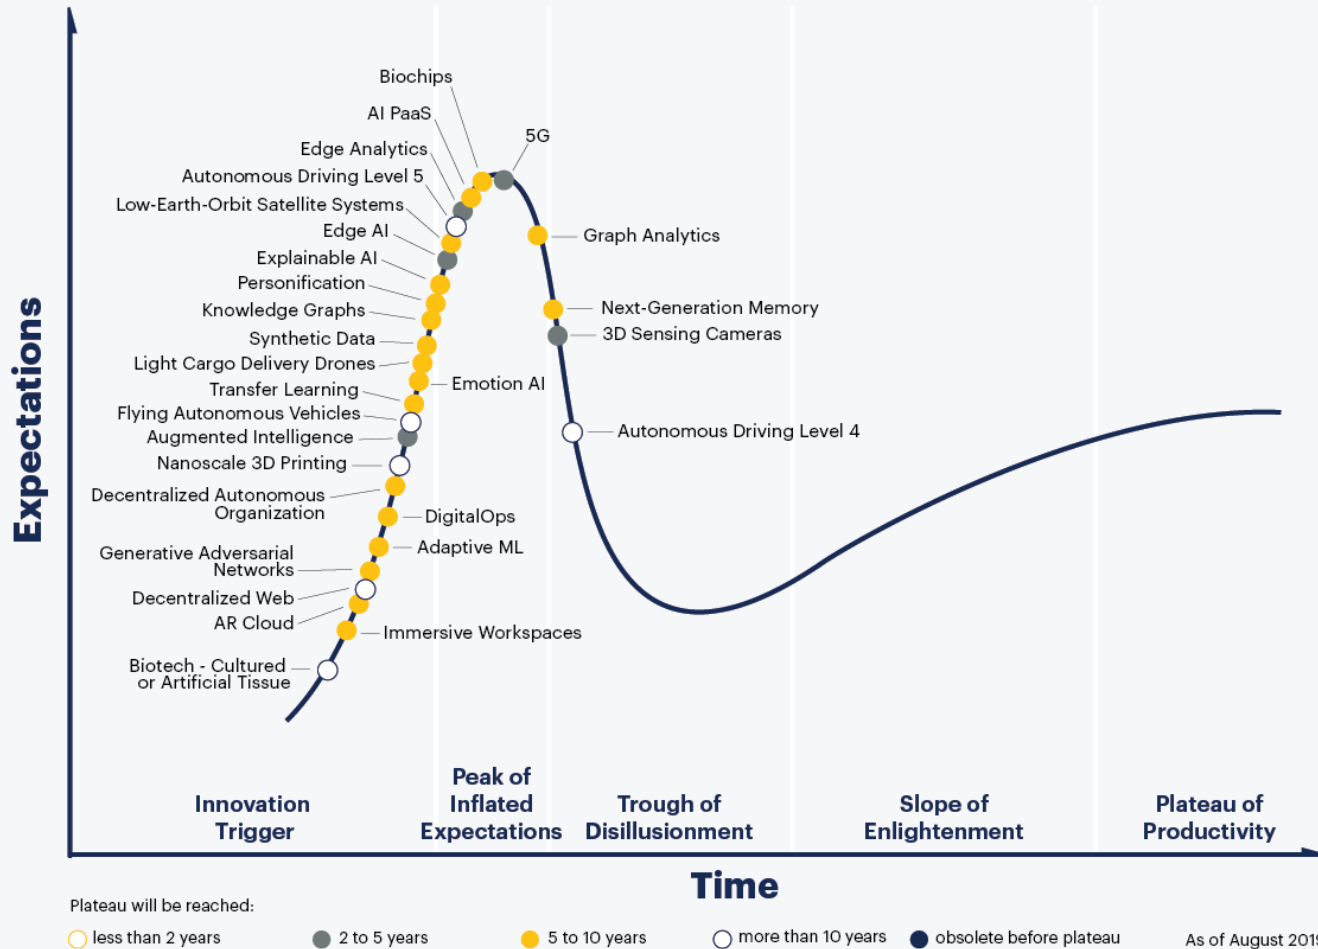 Biochips
AI PaaS
5G
Edge Analytics
Autonomous Driving Level 5
Low-Earth-Orbit Satellite Systems
Edge AI
Graph Analytics
Explainable AI
Personification
Knowledge Graphs
Next-Generation Memory
3D Sensing Cameras
Synthetic Data
Light Cargo Delivery Drones
Emotion AI
Transfer Learning
Flying Autonomous Vehicles
Augmented Intelligence
Autonomous Driving Level 4
Nanoscale 3D Printing
Decentralized Autonomous
Organization
DigitalOps
Adaptive ML
Generative Adversarial
Networks
Decentralized Web
AR Cloud
Immersive Workspaces
Biotech - Cultured
or Artificial Tissue
Expectations
Innovation
Trigger
Peak of
Inflated
Expectations
Trough of
Disillusionment
Slope of
Enlightenment
Plateau of
Productivity
Time
Plateau will be reached:
less than 2 years
2 to 5 years
5 to 10 years
more than 10 years
obsolete before plateau
As of August 2019